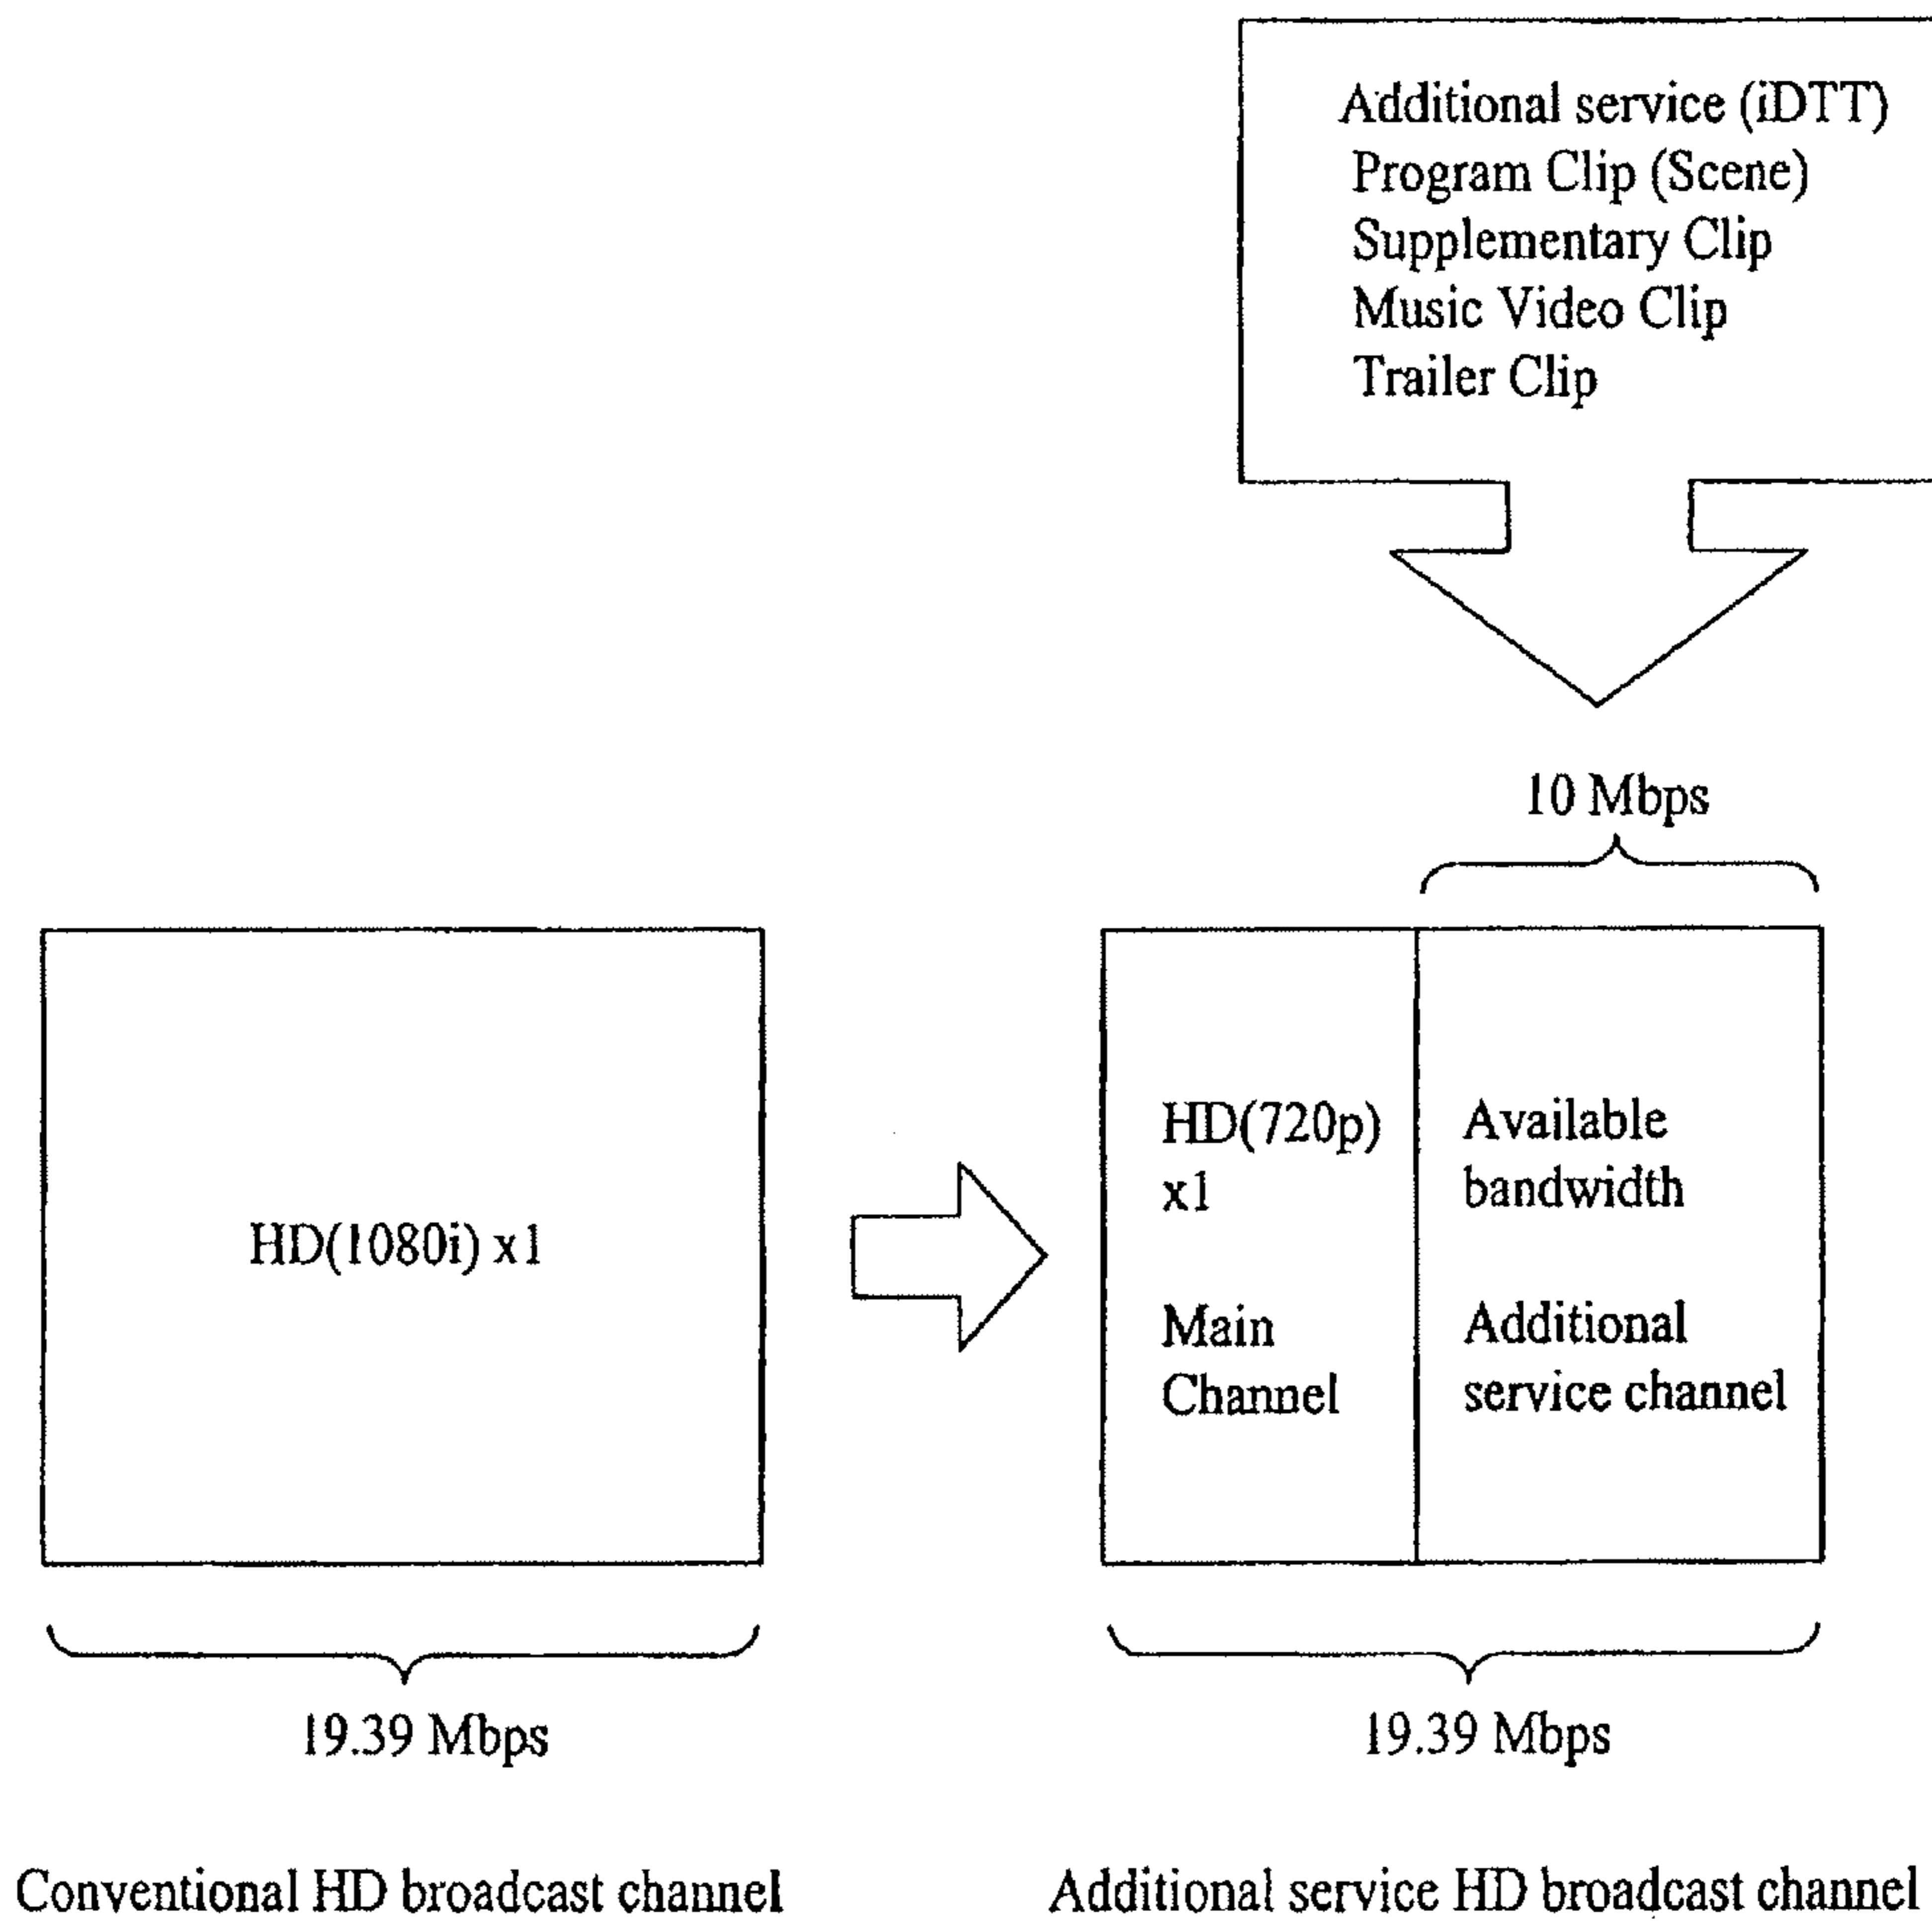 Additional service (iDTT)
Program Clip (Scene)
Supplementary Clip
Music Video Clip
Trailer Clip
10 Mbps
HD(1080i) x1
HD(720p)
x1
Main
Channel
Available
bandwidth
Additional
service channel
19.39 Mbps
19.39 Mbps
Conventional HD broadcast channel
Additional service HD broadcast channel